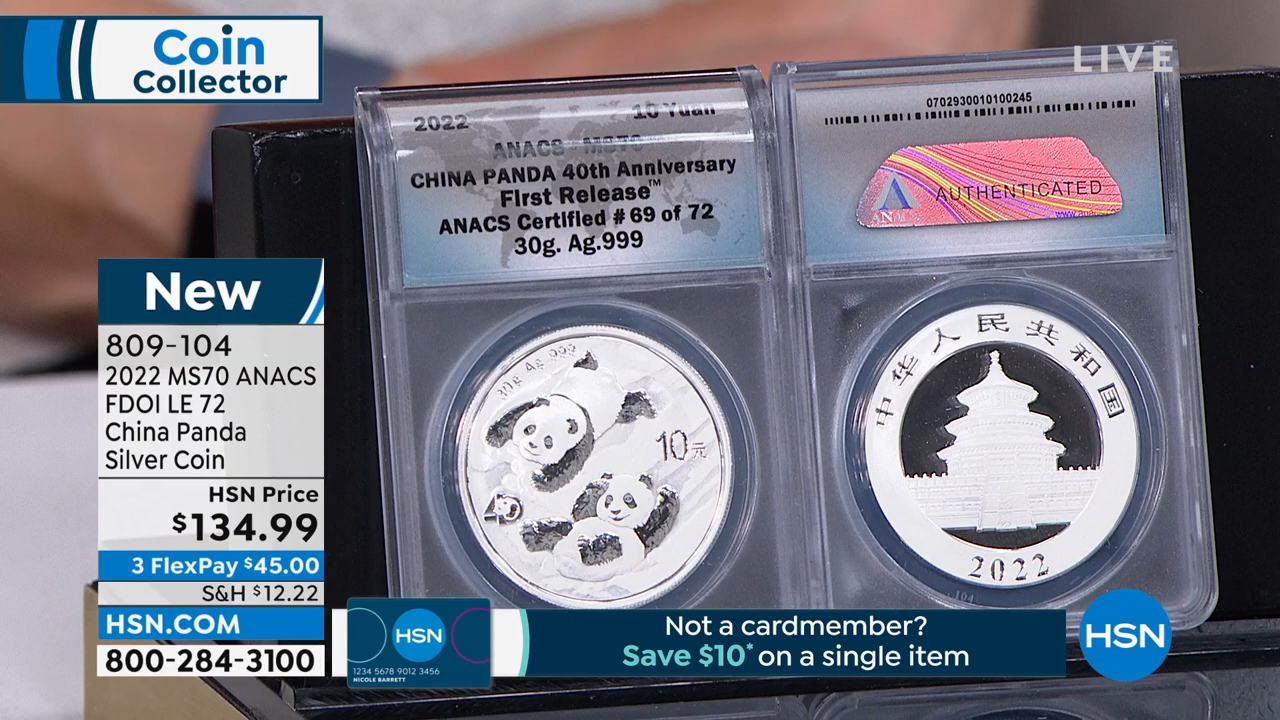 Coin
Collector
LIVE
2022 10 Yuan
ANACS - MS70
CHINA PANDA 40th Anniversary
First Release™
ANACS Certified # 69 of 72
30g. Ag.999
0702930010100245
AUTHENTICATED
30g Ag 999
10元
中华人民共和国
2022
New
809-104
2022 MS70 ANACS
FDOI LE 72
China Panda
Silver Coin
HSN Price
$134.99
3 FlexPay $45.00
S&H $12.22
HSN.COM
800-284-3100
HSN
1234 5678 9012 3456
NICOLE BARRETT
Not a cardmember?
Save $10* on a single item
HSN